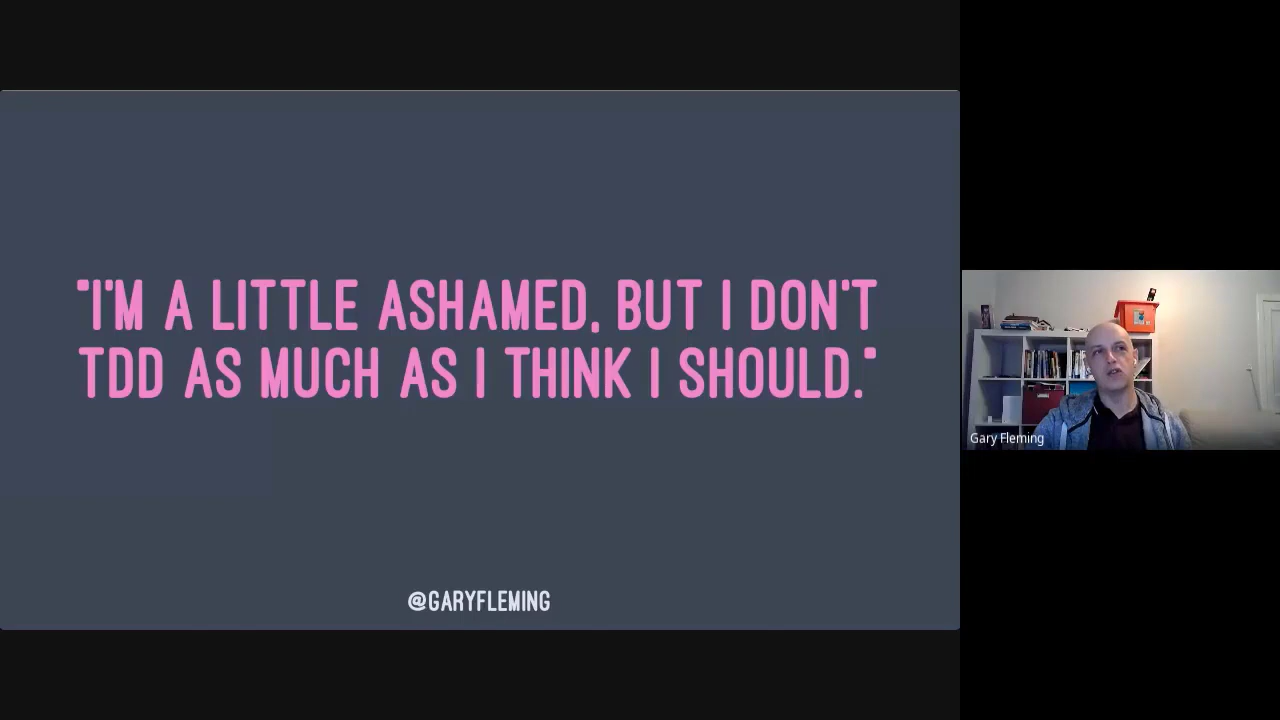 "I'M A LITTLE ASHAMED, BUT I DON'T
TDD AS MUCH AS I THINK I SHOULD."
@GARYFLEMING
Gary Fleming